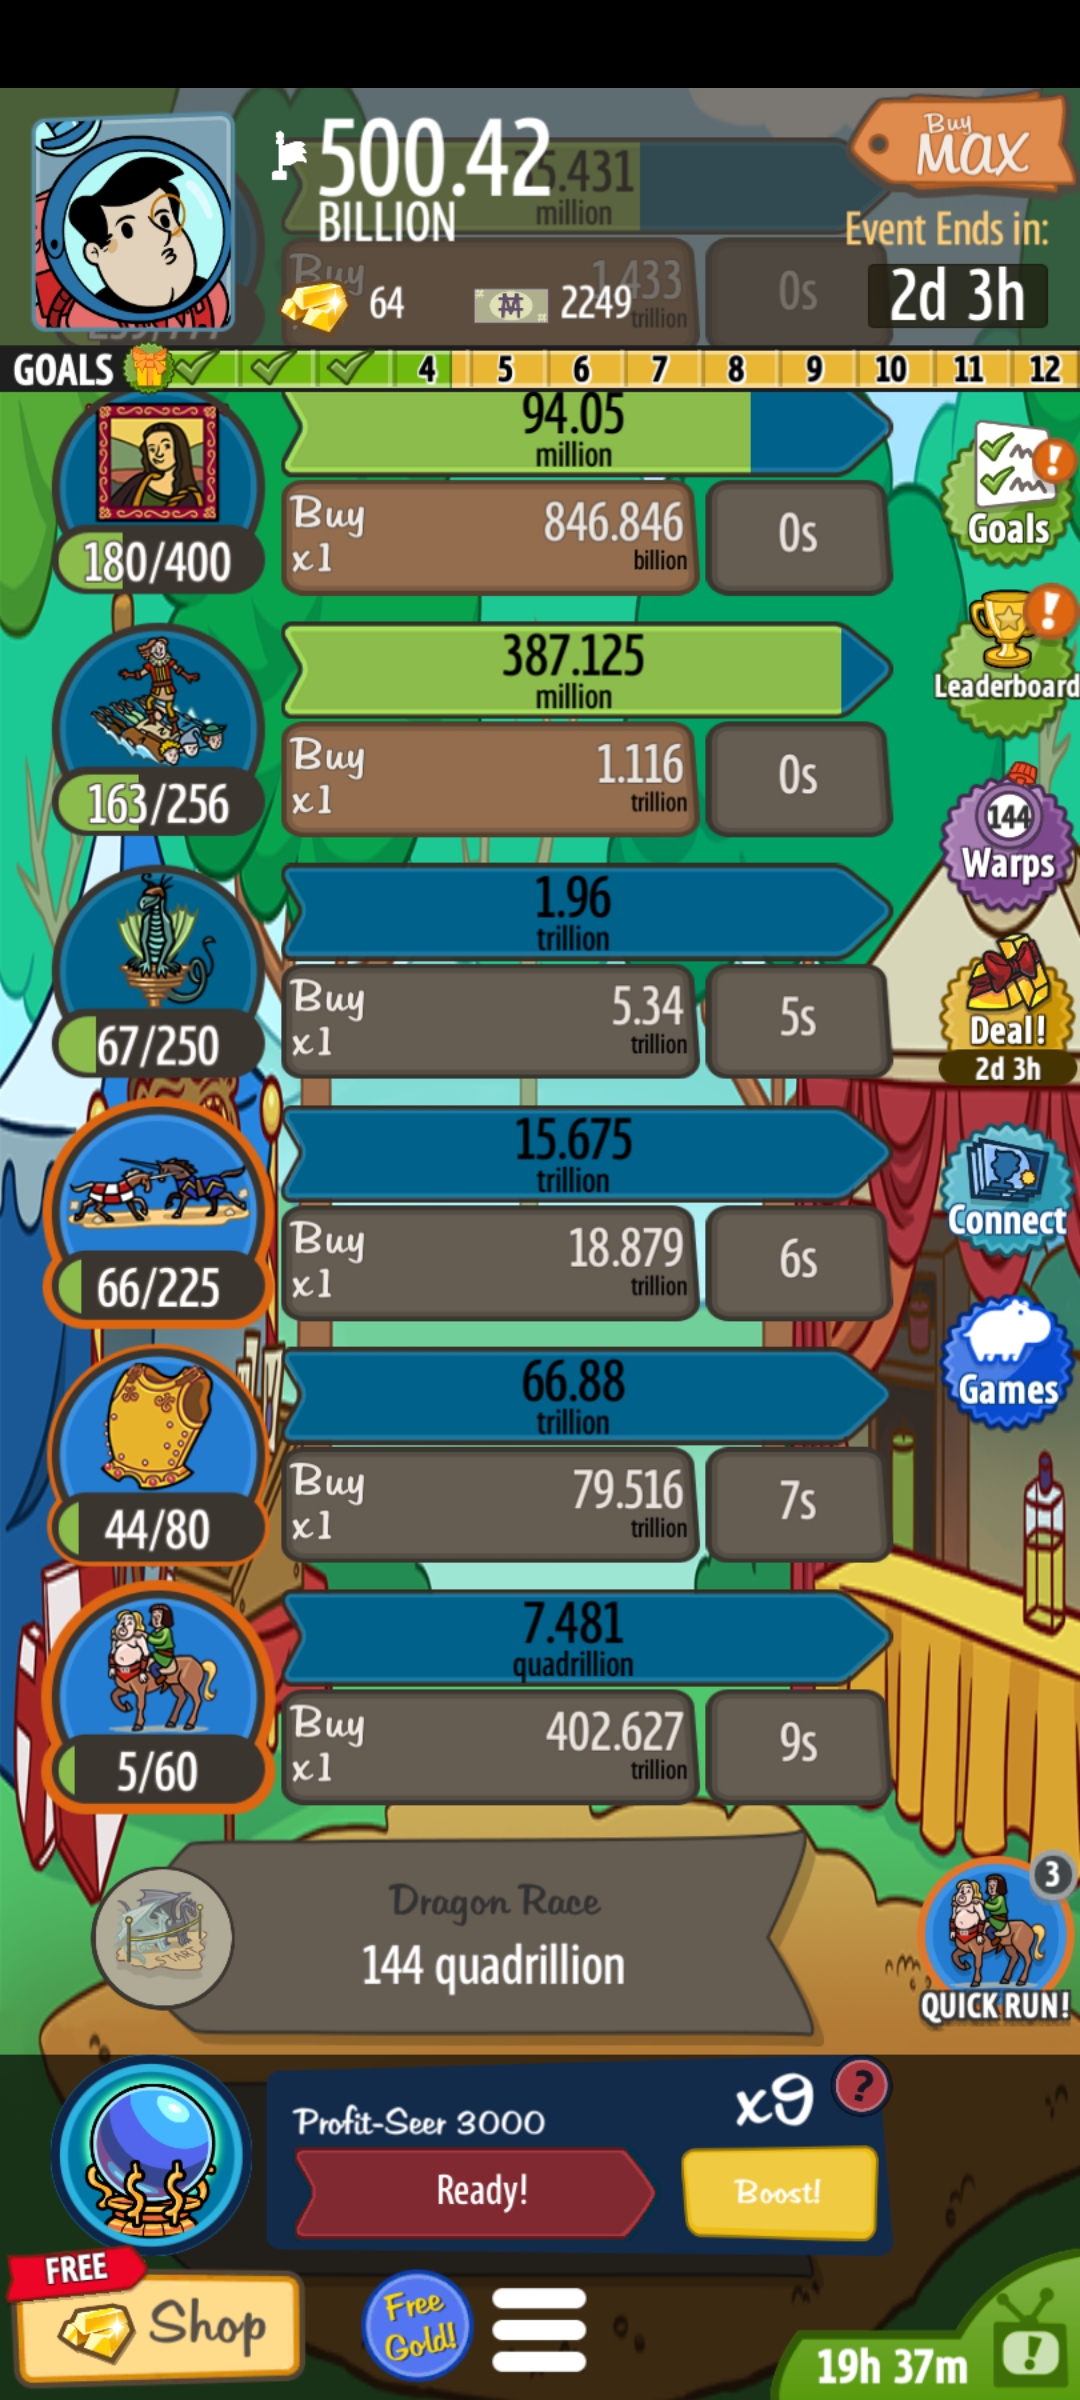 500.42
BILLION
Buy
MAX
5.431
million
Event Ends in:
2d 3h
Buy
1.433
trillion
0s
64
2249
GOALS 4 5 6 7 8 9 10 11 12
94.05
million
Buy
x1
846.846
billion
0s
180/400
Goals
387.125
million
Leaderboard
Buy
x1
1.116
trillion
0s
163/256
144
Warps
1.96
trillion
Buy
x1
5.34
trillion
5s
67/250
Deal!
2d 3h
15.675
trillion
Buy
x1
18.879
trillion
6s
66/225
Connect
66.88
trillion
Games
Buy
x1
79.516
trillion
7s
44/80
7.481
quadrillion
Buy
x1
402.627
trillion
9s
5/60
Dragon Race
144 quadrillion
START
3
QUICK RUN!
Profit-Seer 3000
x9
?
Ready!
Boost!
FREE
Shop
Free
Gold!
19h 37m